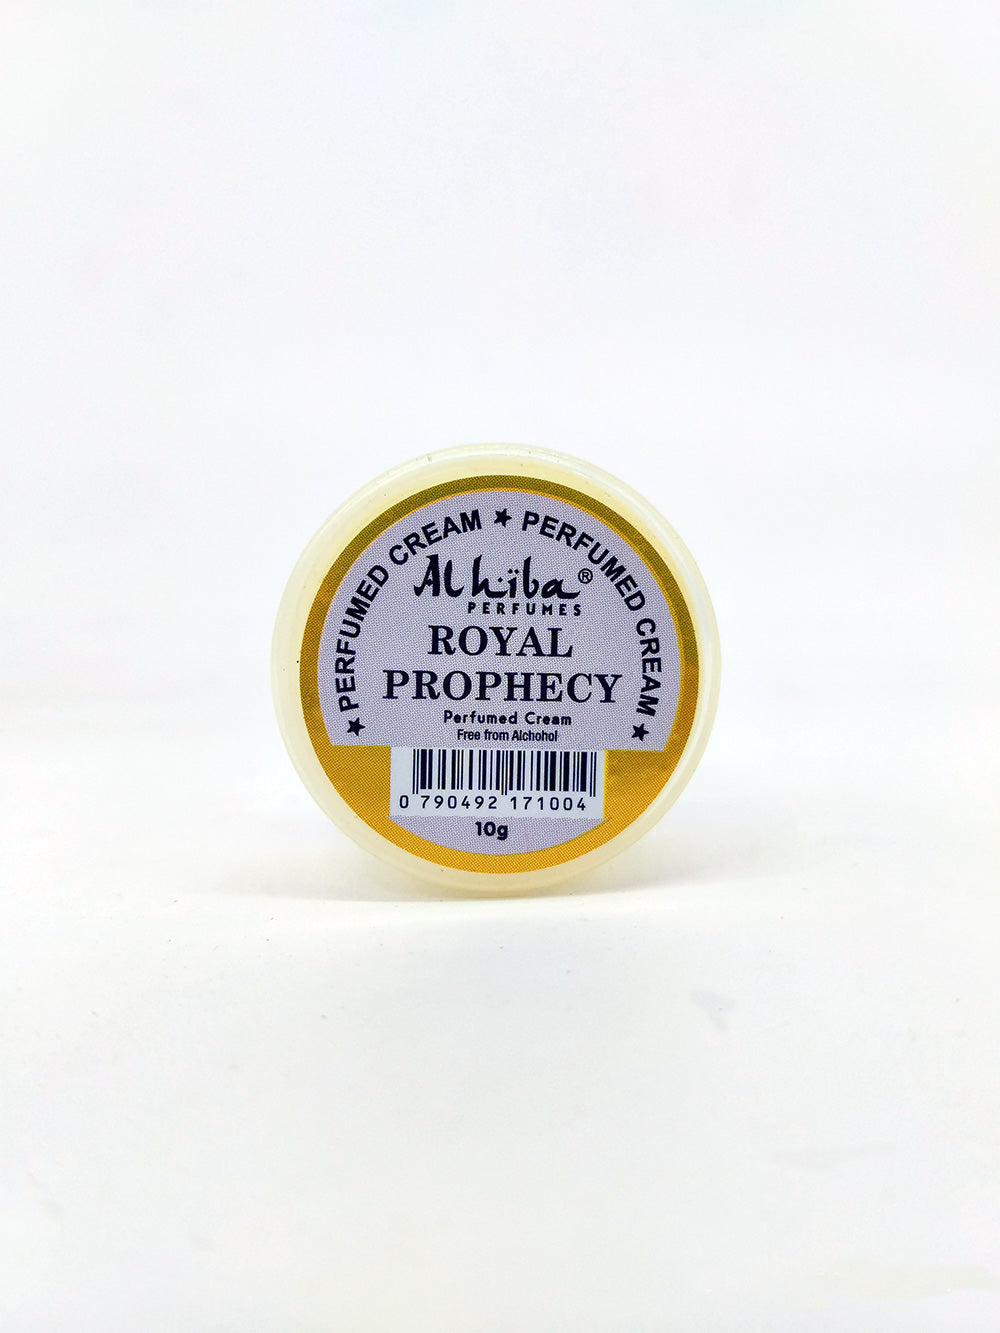 ★ PERFUMED CREAM ★ PERFUMED CREAM ★
Alhiba®
PERFUMES
ROYAL
PROPHECY
Perfumed Cream
Free from Alchohol
0 790492 171004
10g